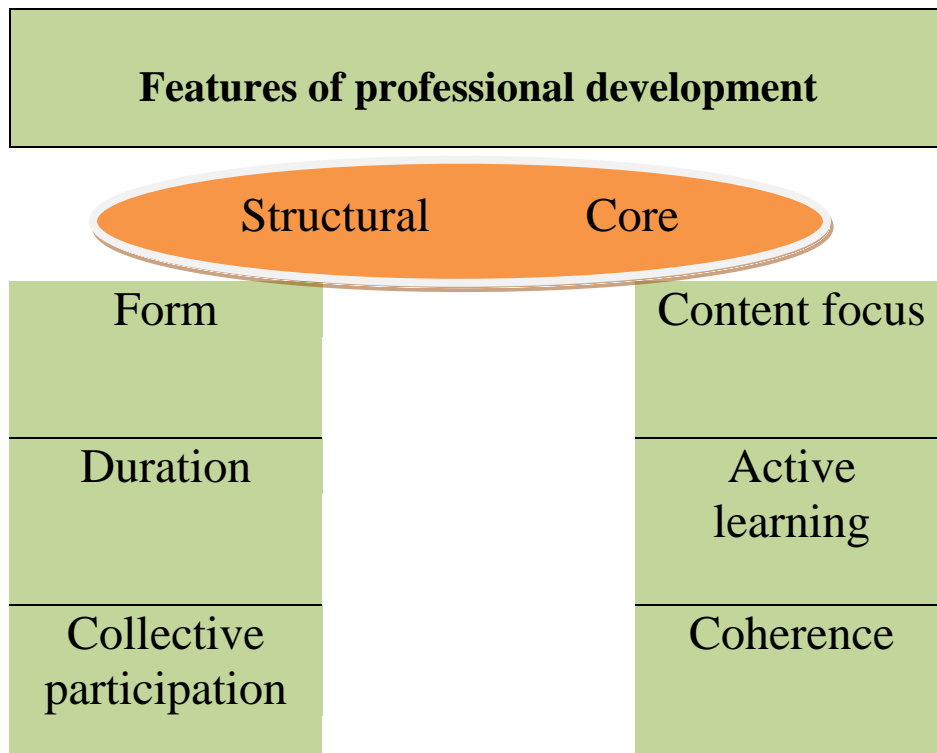 Features of professional development
Structural Core
Form
Content focus
Duration
Active
learning
Collective
participation
Coherence